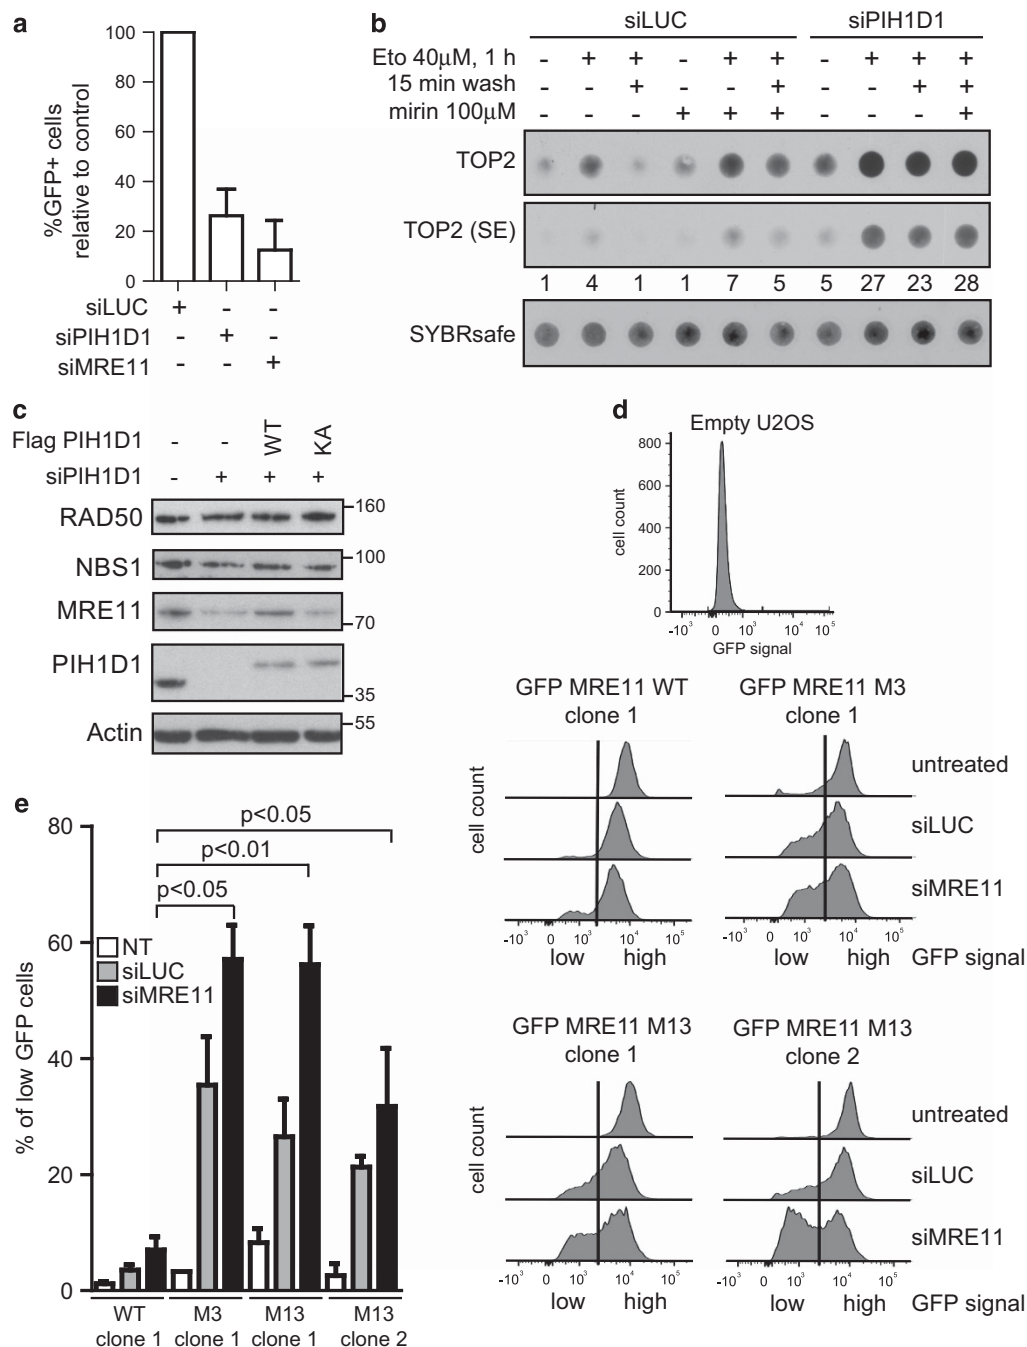 a
%GFP+ cells
relative to control
100
80
60
40
20
0
siLUC + - -
siPIH1D1 - + -
siMRE11 - - +
b
siLUC siPIH1D1
Eto 40μM, 1 h - + + - + + - + + +
15 min wash - - + - - + - - + +
mirin 100μM - - - + + + - - - +
TOP2
TOP2 (SE)
1 4 1 1 7 5 5 27 23 28
SYBRsafe
c
Flag PIH1D1 - - WT KA
siPIH1D1 - + + +
RAD50 160
NBS1 100
MRE11 70
PIH1D1 35
Actin 55
d
Empty U2OS
cell count
800
600
400
200
0
-10³ 0 10³ 10⁴ 10⁵
GFP signal
GFP MRE11 WT
clone 1
GFP MRE11 M3
clone 1
cell count
untreated
siLUC
siMRE11
-10³ 0 10³ 10⁴ 10⁵
low high
-10³ 0 10³ 10⁴ 10⁵
low high GFP signal
GFP MRE11 M13
clone 1
GFP MRE11 M13
clone 2
cell count
untreated
siLUC
siMRE11
-10³ 0 10³ 10⁴ 10⁵
low high
-10³ 0 10³ 10⁴ 10⁵
low high GFP signal
e
% of low GFP cells
80
60
40
20
0
p<0.05
p<0.01
p<0.05
NT
siLUC
siMRE11
WT
clone 1
M3
clone 1
M13
clone 1
M13
clone 2